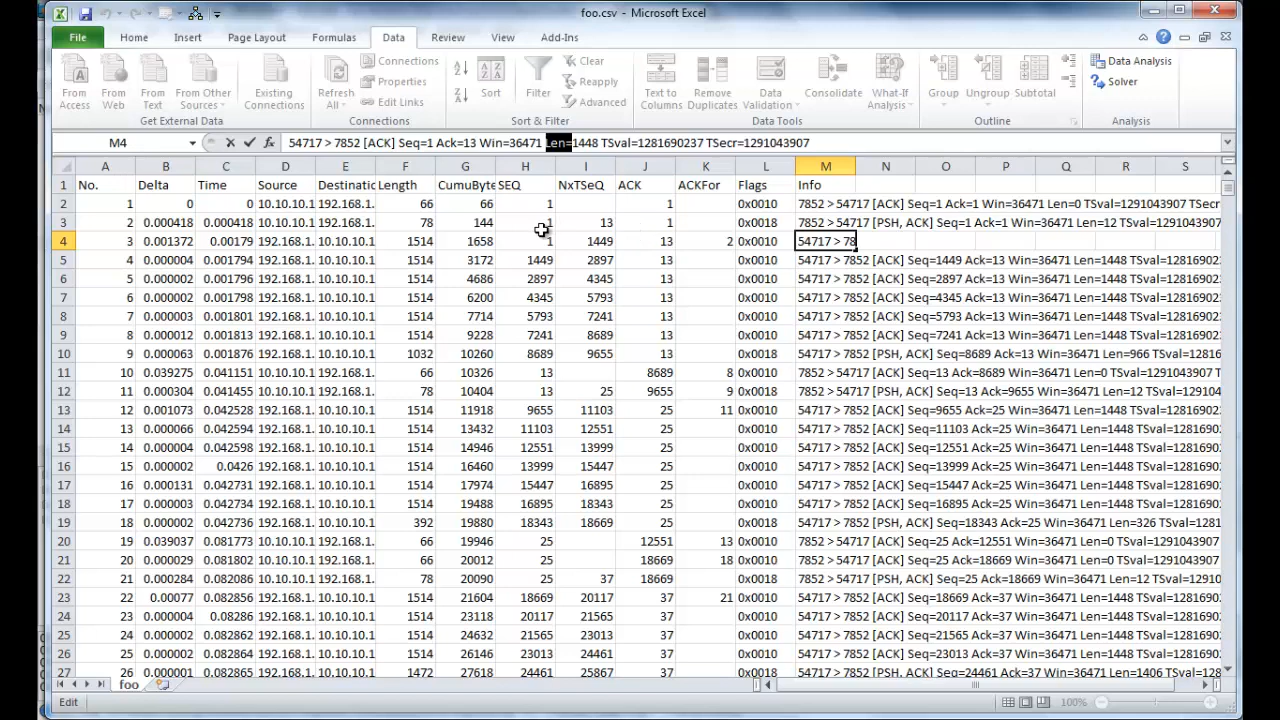 foo.csv - Microsoft Excel
File Home Insert Page Layout Formulas Data Review View Add-Ins
From Access From Web From Text From Other Sources Existing Connections Refresh All Connections Properties Edit Links Sort Filter Clear Reapply Advanced Text to Columns Remove Duplicates Data Validation Consolidate What-If Analysis Group Ungroup Subtotal Data Analysis Solver
Get External Data Connections Sort & Filter Data Tools Outline Analysis
M4 fx 54717 > 7852 [ACK] Seq=1 Ack=13 Win=36471 Len=1448 TSval=1281690237 TSecr=1291043907
A B C D E F G H I J K L M N O P Q R S
1 No. Delta Time Source Destinatic Length CumuByte SEQ NxTSeQ ACK ACKFor Flags Info
2 1 0 0 10.10.10.1 192.168.1. 66 66 1 1 0x0010 7852 > 54717 [ACK] Seq=1 Ack=1 Win=36471 Len=0 TSval=1291043907 TSecr
3 2 0.000418 0.000418 10.10.10.1 192.168.1. 78 144 1 13 1 0x0018 7852 > 54717 [PSH, ACK] Seq=1 Ack=1 Win=36471 Len=12 TSval=1291043907
4 3 0.001372 0.00179 192.168.1. 10.10.10.1 1514 1658 1 1449 13 2 0x0010 54717 > 78
5 4 0.000004 0.001794 192.168.1. 10.10.10.1 1514 3172 1449 2897 13 0x0010 54717 > 7852 [ACK] Seq=1449 Ack=13 Win=36471 Len=1448 TSval=128169023
6 5 0.000002 0.001796 192.168.1. 10.10.10.1 1514 4686 2897 4345 13 0x0010 54717 > 7852 [ACK] Seq=2897 Ack=13 Win=36471 Len=1448 TSval=128169023
7 6 0.000002 0.001798 192.168.1. 10.10.10.1 1514 6200 4345 5793 13 0x0010 54717 > 7852 [ACK] Seq=4345 Ack=13 Win=36471 Len=1448 TSval=128169023
8 7 0.000003 0.001801 192.168.1. 10.10.10.1 1514 7714 5793 7241 13 0x0010 54717 > 7852 [ACK] Seq=5793 Ack=13 Win=36471 Len=1448 TSval=128169023
9 8 0.000012 0.001813 192.168.1. 10.10.10.1 1514 9228 7241 8689 13 0x0010 54717 > 7852 [ACK] Seq=7241 Ack=13 Win=36471 Len=1448 TSval=128169023
10 9 0.000063 0.001876 192.168.1. 10.10.10.1 1032 10260 8689 9655 13 0x0018 54717 > 7852 [PSH, ACK] Seq=8689 Ack=13 Win=36471 Len=966 TSval=12816
11 10 0.039275 0.041151 10.10.10.1 192.168.1. 66 10326 13 8689 8 0x0010 7852 > 54717 [ACK] Seq=13 Ack=8689 Win=36471 Len=0 TSval=1291043907 T
12 11 0.000304 0.041455 10.10.10.1 192.168.1. 78 10404 13 25 9655 9 0x0018 7852 > 54717 [PSH, ACK] Seq=13 Ack=9655 Win=36471 Len=12 TSval=1291043
13 12 0.001073 0.042528 192.168.1. 10.10.10.1 1514 11918 9655 11103 25 11 0x0010 54717 > 7852 [ACK] Seq=9655 Ack=25 Win=36471 Len=1448 TSval=128169023
14 13 0.000066 0.042594 192.168.1. 10.10.10.1 1514 13432 11103 12551 25 0x0010 54717 > 7852 [ACK] Seq=11103 Ack=25 Win=36471 Len=1448 TSval=12816902
15 14 0.000004 0.042598 192.168.1. 10.10.10.1 1514 14946 12551 13999 25 0x0010 54717 > 7852 [ACK] Seq=12551 Ack=25 Win=36471 Len=1448 TSval=12816902
16 15 0.000002 0.0426 192.168.1. 10.10.10.1 1514 16460 13999 15447 25 0x0010 54717 > 7852 [ACK] Seq=13999 Ack=25 Win=36471 Len=1448 TSval=12816902
17 16 0.000131 0.042731 192.168.1. 10.10.10.1 1514 17974 15447 16895 25 0x0010 54717 > 7852 [ACK] Seq=15447 Ack=25 Win=36471 Len=1448 TSval=12816902
18 17 0.000003 0.042734 192.168.1. 10.10.10.1 1514 19488 16895 18343 25 0x0010 54717 > 7852 [ACK] Seq=16895 Ack=25 Win=36471 Len=1448 TSval=12816902
19 18 0.000002 0.042736 192.168.1. 10.10.10.1 392 19880 18343 18669 25 0x0018 54717 > 7852 [PSH, ACK] Seq=18343 Ack=25 Win=36471 Len=326 TSval=1281
20 19 0.039037 0.081773 10.10.10.1 192.168.1. 66 19946 25 12551 13 0x0010 7852 > 54717 [ACK] Seq=25 Ack=12551 Win=36471 Len=0 TSval=1291043907
21 20 0.000029 0.081802 10.10.10.1 192.168.1. 66 20012 25 18669 18 0x0010 7852 > 54717 [ACK] Seq=25 Ack=18669 Win=36471 Len=0 TSval=1291043907
22 21 0.000284 0.082086 10.10.10.1 192.168.1. 78 20090 25 37 18669 0x0018 7852 > 54717 [PSH, ACK] Seq=25 Ack=18669 Win=36471 Len=12 TSval=129104
23 22 0.00077 0.082856 192.168.1. 10.10.10.1 1514 21604 18669 20117 37 21 0x0010 54717 > 7852 [ACK] Seq=18669 Ack=37 Win=36471 Len=1448 TSval=12816902
24 23 0.000004 0.08286 192.168.1. 10.10.10.1 1514 23118 20117 21565 37 0x0010 54717 > 7852 [ACK] Seq=20117 Ack=37 Win=36471 Len=1448 TSval=12816902
25 24 0.000002 0.082862 192.168.1. 10.10.10.1 1514 24632 21565 23013 37 0x0010 54717 > 7852 [ACK] Seq=21565 Ack=37 Win=36471 Len=1448 TSval=12816902
26 25 0.000002 0.082864 192.168.1. 10.10.10.1 1514 26146 23013 24461 37 0x0010 54717 > 7852 [ACK] Seq=23013 Ack=37 Win=36471 Len=1448 TSval=12816902
27 26 0.000001 0.082865 192.168.1. 10.10.10.1 1472 27618 24461 25867 37 0x0018 54717 > 7852 [PSH, ACK] Seq=24461 Ack=37 Win=36471 Len=1406 TSval=128
foo
Edit 100%